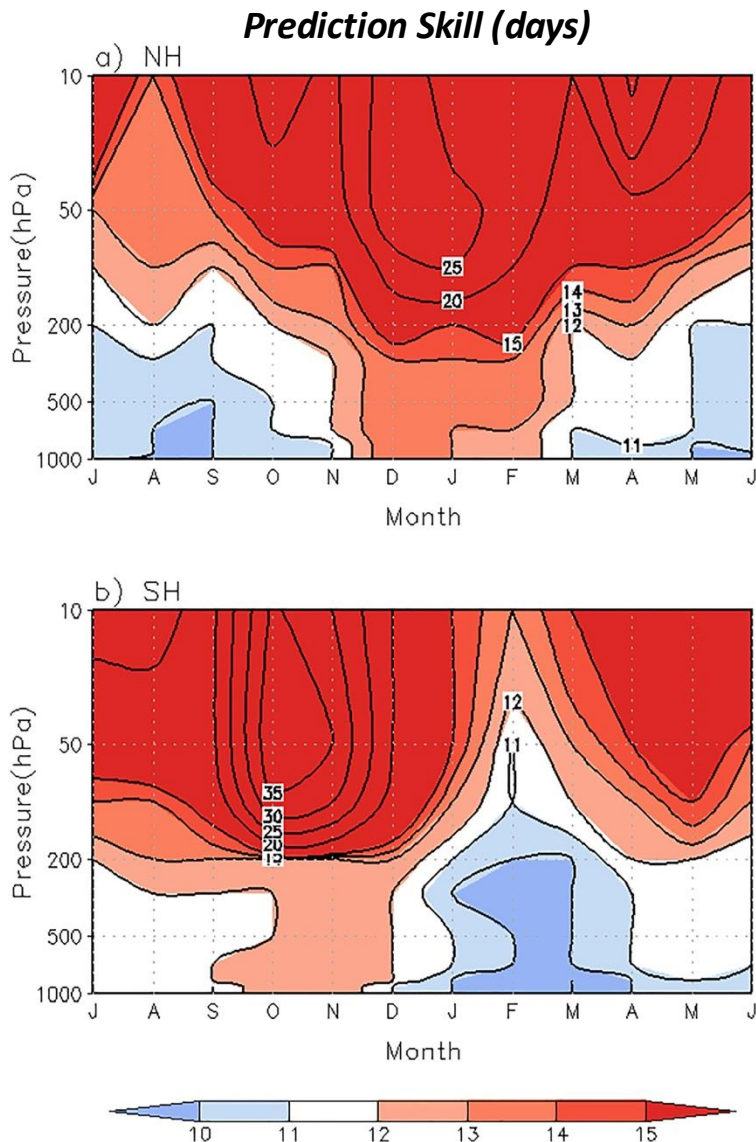 Prediction Skill (days)
a) NH
10
50
25
20
14
13
12
200
15
500
11
1000
J A S O N D J F M A M J
Pressure(hPa)
Month
b) SH
10
12
11
50
35
30
25
20
200
500
1000
J A S O N D J F M A M J
Pressure(hPa)
Month
10 11 12 13 14 15